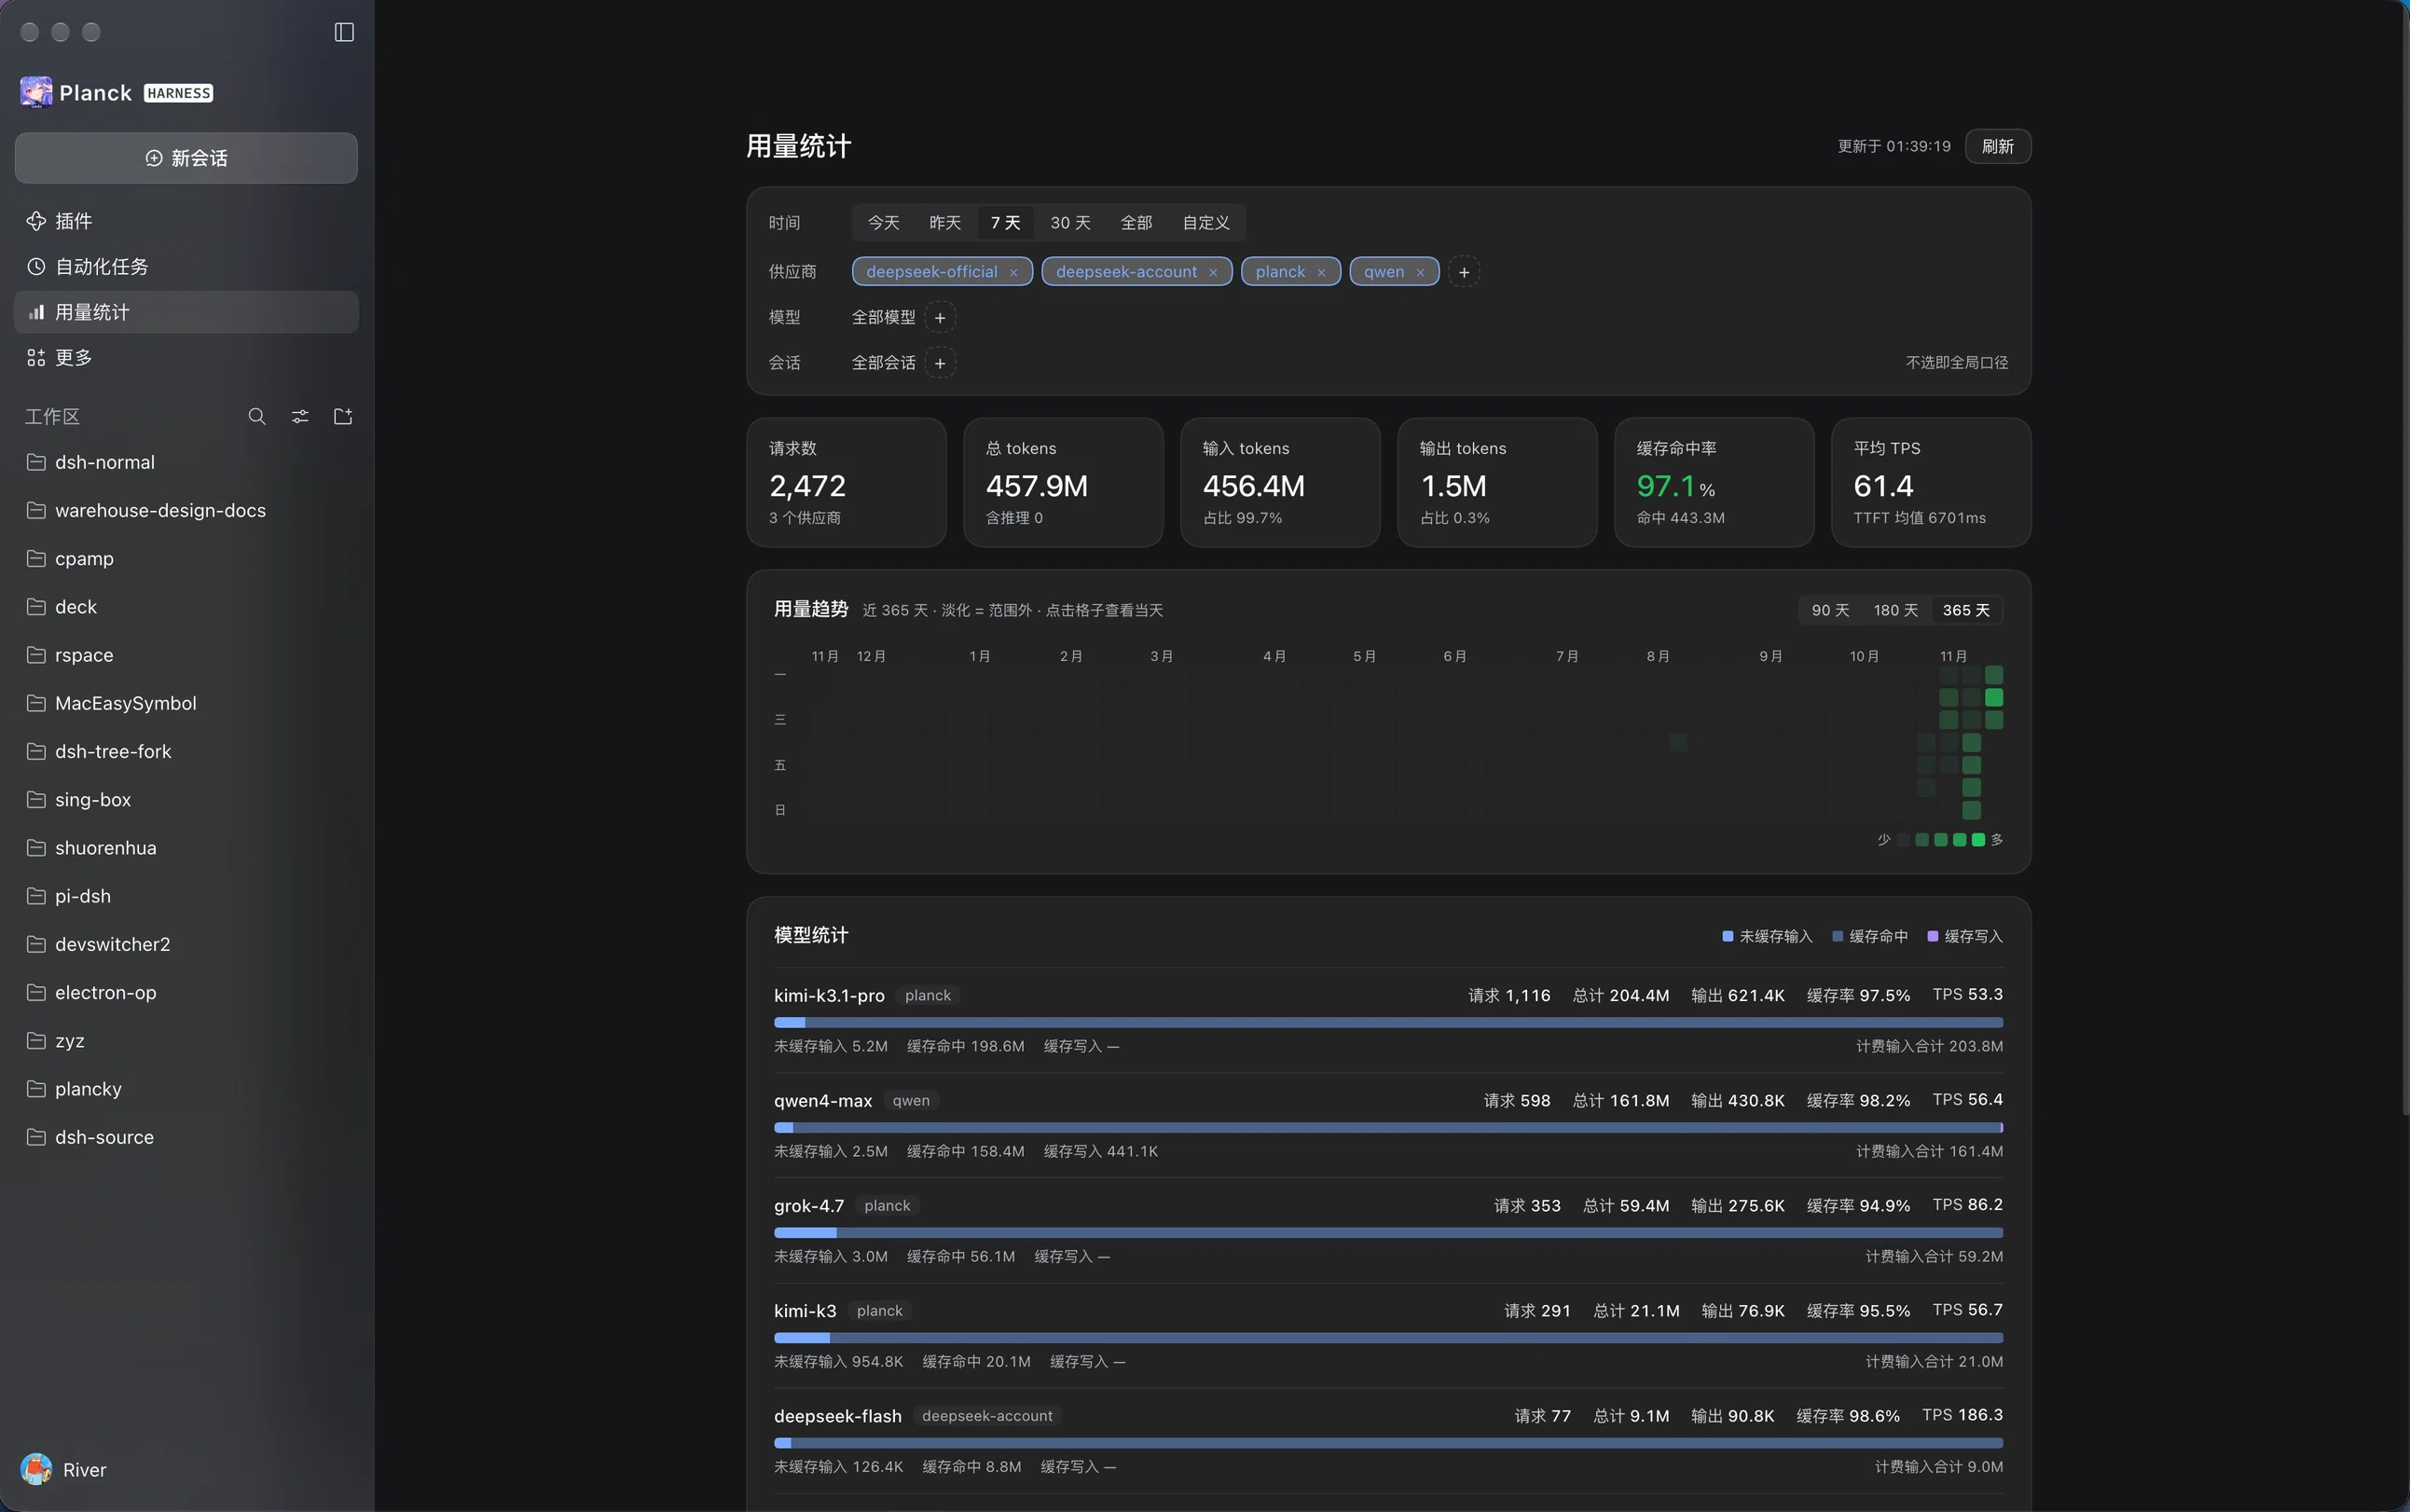 Planck HARNESS
新会话
插件
自动化任务
用量统计
更多
工作区
dsh-normal
warehouse-design-docs
cpamp
deck
rspace
MacEasySymbol
dsh-tree-fork
sing-box
shuorenhua
pi-dsh
devswitcher2
electron-op
zyz
plancky
dsh-source
River
用量统计 更新于 01:39:19 刷新
时间 今天 昨天 7 天 30 天 全部 自定义
供应商 deepseek-official × deepseek-account × planck × qwen × +
模型 全部模型 +
会话 全部会话 + 不选即全局口径
请求数
2,472
3 个供应商
总 tokens
457.9M
含推理 0
输入 tokens
456.4M
占比 99.7%
输出 tokens
1.5M
占比 0.3%
缓存命中率
97.1 %
命中 443.3M
平均 TPS
61.4
TTFT 均值 6701ms
用量趋势 近 365 天 · 淡化 = 范围外 · 点击格子查看当天 90 天 180 天 365 天
11月 12月 1月 2月 3月 4月 5月 6月 7月 8月 9月 10月 11月
一
三
五
日
少 多
模型统计 未缓存输入 缓存命中 缓存写入
kimi-k3.1-pro planck 请求 1,116 总计 204.4M 输出 621.4K 缓存率 97.5% TPS 53.3
未缓存输入 5.2M 缓存命中 198.6M 缓存写入 — 计费输入合计 203.8M
qwen4-max qwen 请求 598 总计 161.8M 输出 430.8K 缓存率 98.2% TPS 56.4
未缓存输入 2.5M 缓存命中 158.4M 缓存写入 441.1K 计费输入合计 161.4M
grok-4.7 planck 请求 353 总计 59.4M 输出 275.6K 缓存率 94.9% TPS 86.2
未缓存输入 3.0M 缓存命中 56.1M 缓存写入 — 计费输入合计 59.2M
kimi-k3 planck 请求 291 总计 21.1M 输出 76.9K 缓存率 95.5% TPS 56.7
未缓存输入 954.8K 缓存命中 20.1M 缓存写入 — 计费输入合计 21.0M
deepseek-flash deepseek-account 请求 77 总计 9.1M 输出 90.8K 缓存率 98.6% TPS 186.3
未缓存输入 126.4K 缓存命中 8.8M 缓存写入 — 计费输入合计 9.0M